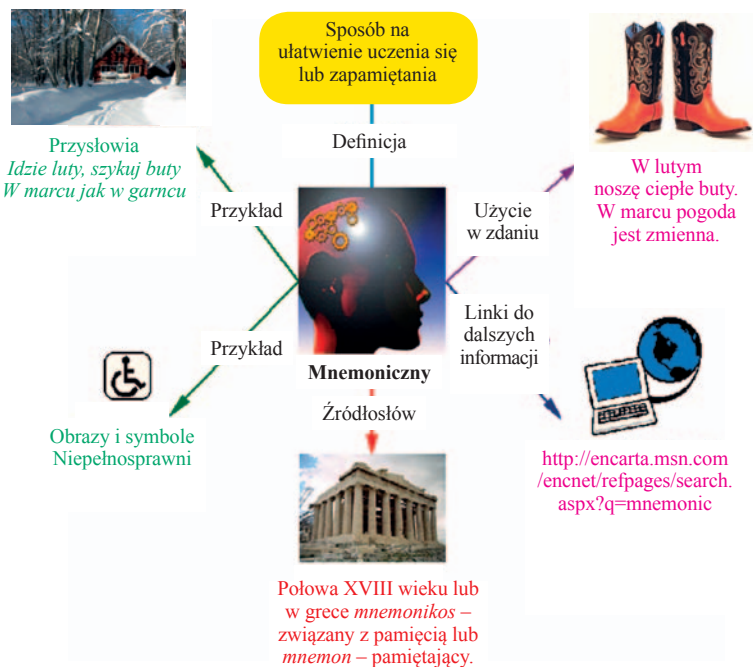 Sposób na
ułatwienie uczenia się
lub zapamiętania
Definicja
Przysłowia
Idzie luty, szykuj buty
W marcu jak w garncu
Przykład
Użycie
w zdaniu
W lutym
noszę ciepłe buty.
W marcu pogoda
jest zmienna.
Przykład
Linki do
dalszych
informacji
Mnemoniczny
Źródłosłów
Obrazy i symbole
Niepełnosprawni
http://encarta.msn.com
/encnet/refpages/search.
aspx?q=mnemonic
Połowa XVIII wieku lub
w grece mnemonikos –
związany z pamięcią lub
mnemon – pamiętający.